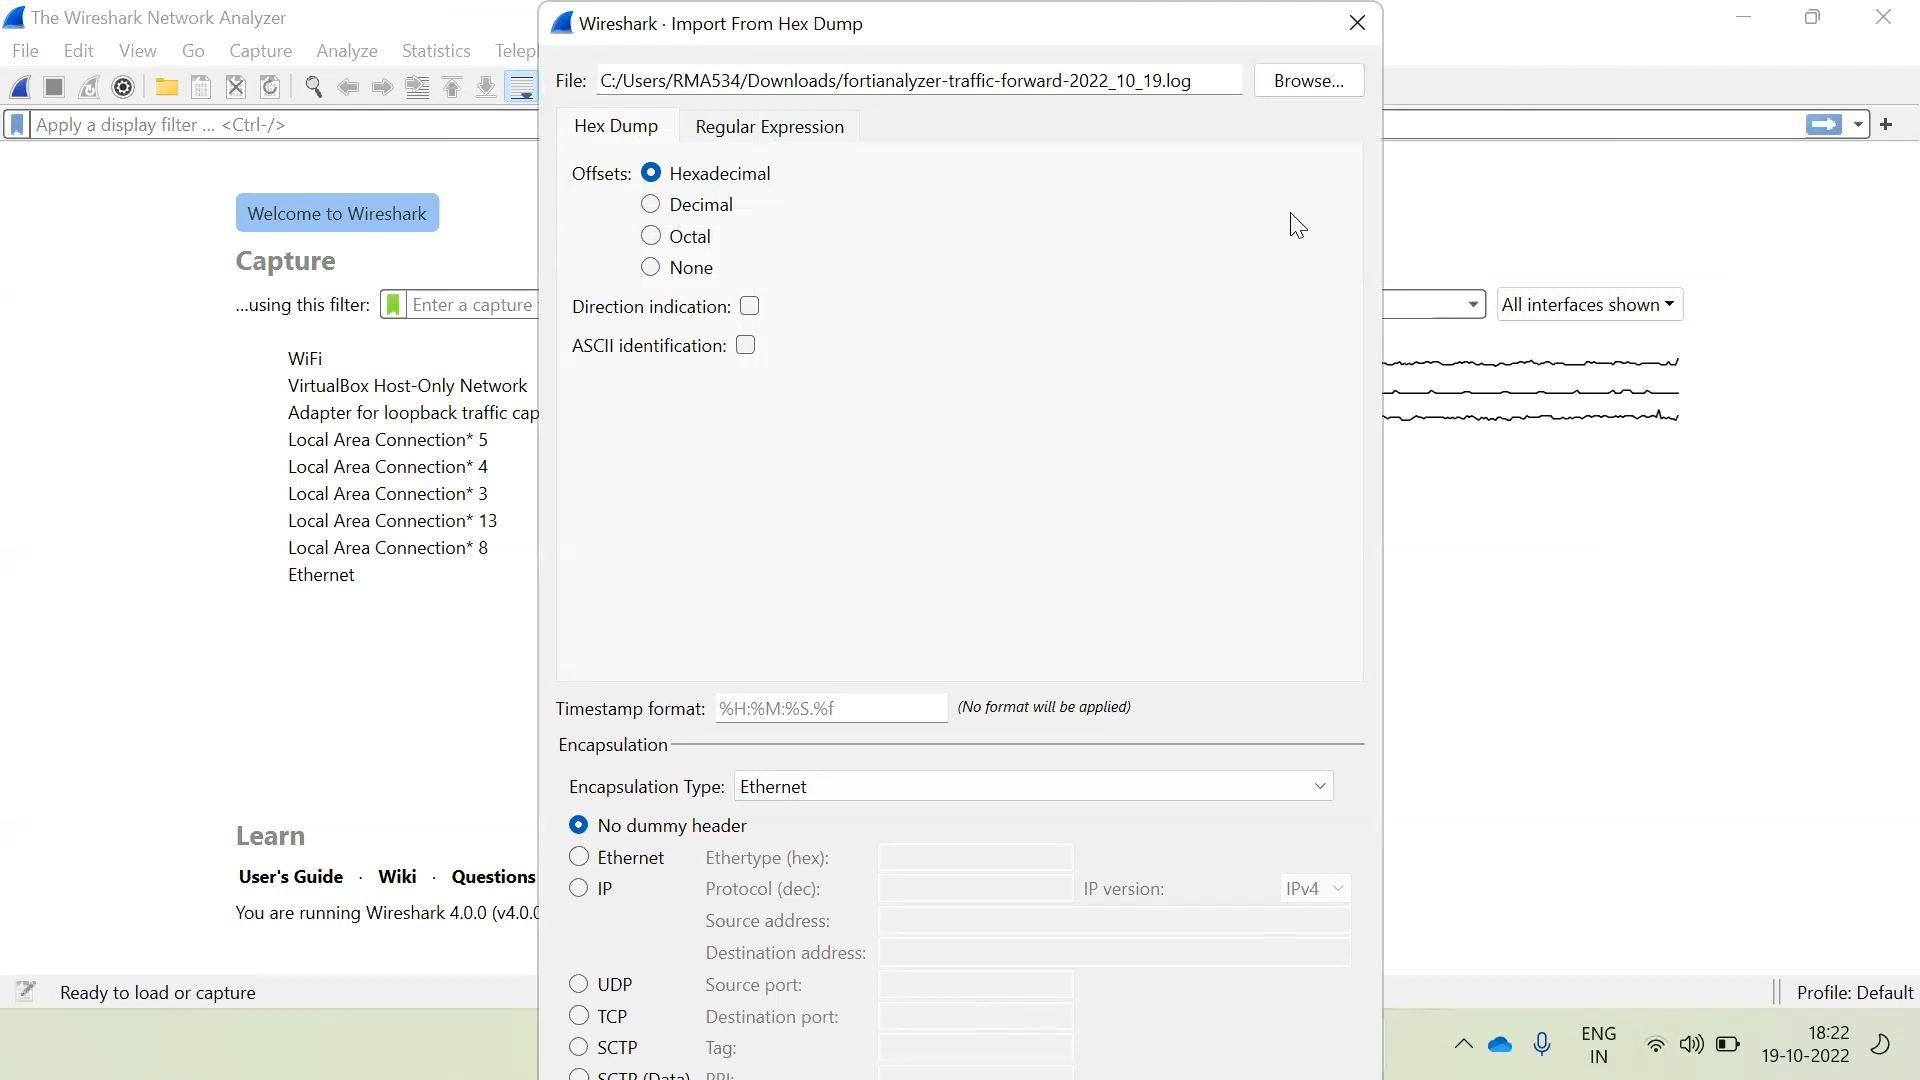 The Wireshark Network Analyzer
Wireshark · Import From Hex Dump
File Edit View Go Capture Analyze Statistics Telep
File: C:/Users/RMA534/Downloads/fortianalyzer-traffic-forward-2022_10_19.log Browse...
Apply a display filter ... <Ctrl-/>
Hex Dump Regular Expression
Offsets: Hexadecimal
Decimal
Octal
None
Direction indication:
ASCII identification:
Welcome to Wireshark
Capture
...using this filter: Enter a capture
All interfaces shown
WiFi
VirtualBox Host-Only Network
Adapter for loopback traffic cap
Local Area Connection* 5
Local Area Connection* 4
Local Area Connection* 3
Local Area Connection* 13
Local Area Connection* 8
Ethernet
Timestamp format: %H:%M:%S.%f (No format will be applied)
Encapsulation
Encapsulation Type: Ethernet
No dummy header
Ethernet Ethertype (hex):
IP Protocol (dec): IP version: IPv4
Source address:
Destination address:
UDP Source port:
TCP Destination port:
SCTP Tag:
SCTP (Data) PPI:
Learn
User's Guide · Wiki · Questions
You are running Wireshark 4.0.0 (v4.0.0
Ready to load or capture
Profile: Default
ENG
IN
18:22
19-10-2022